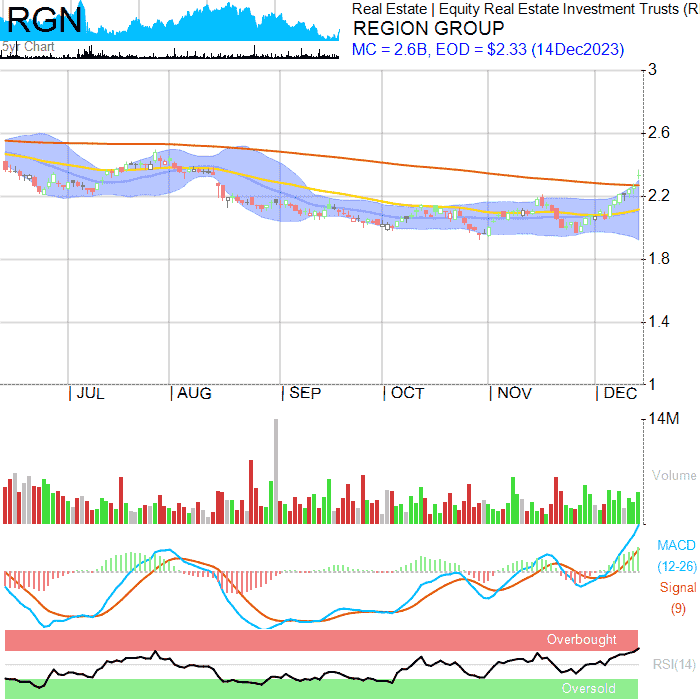 RGN
5yr Chart
Real Estate | Equity Real Estate Investment Trusts (R
REGION GROUP
MC = 2.6B, EOD = $2.33 (14Dec2023)
3
2.6
2.2
1.8
1.4
1
JUL AUG SEP OCT NOV DEC
14M
Volume
MACD
(12-26)
Signal
(9)
Overbought
RSI(14)
Oversold